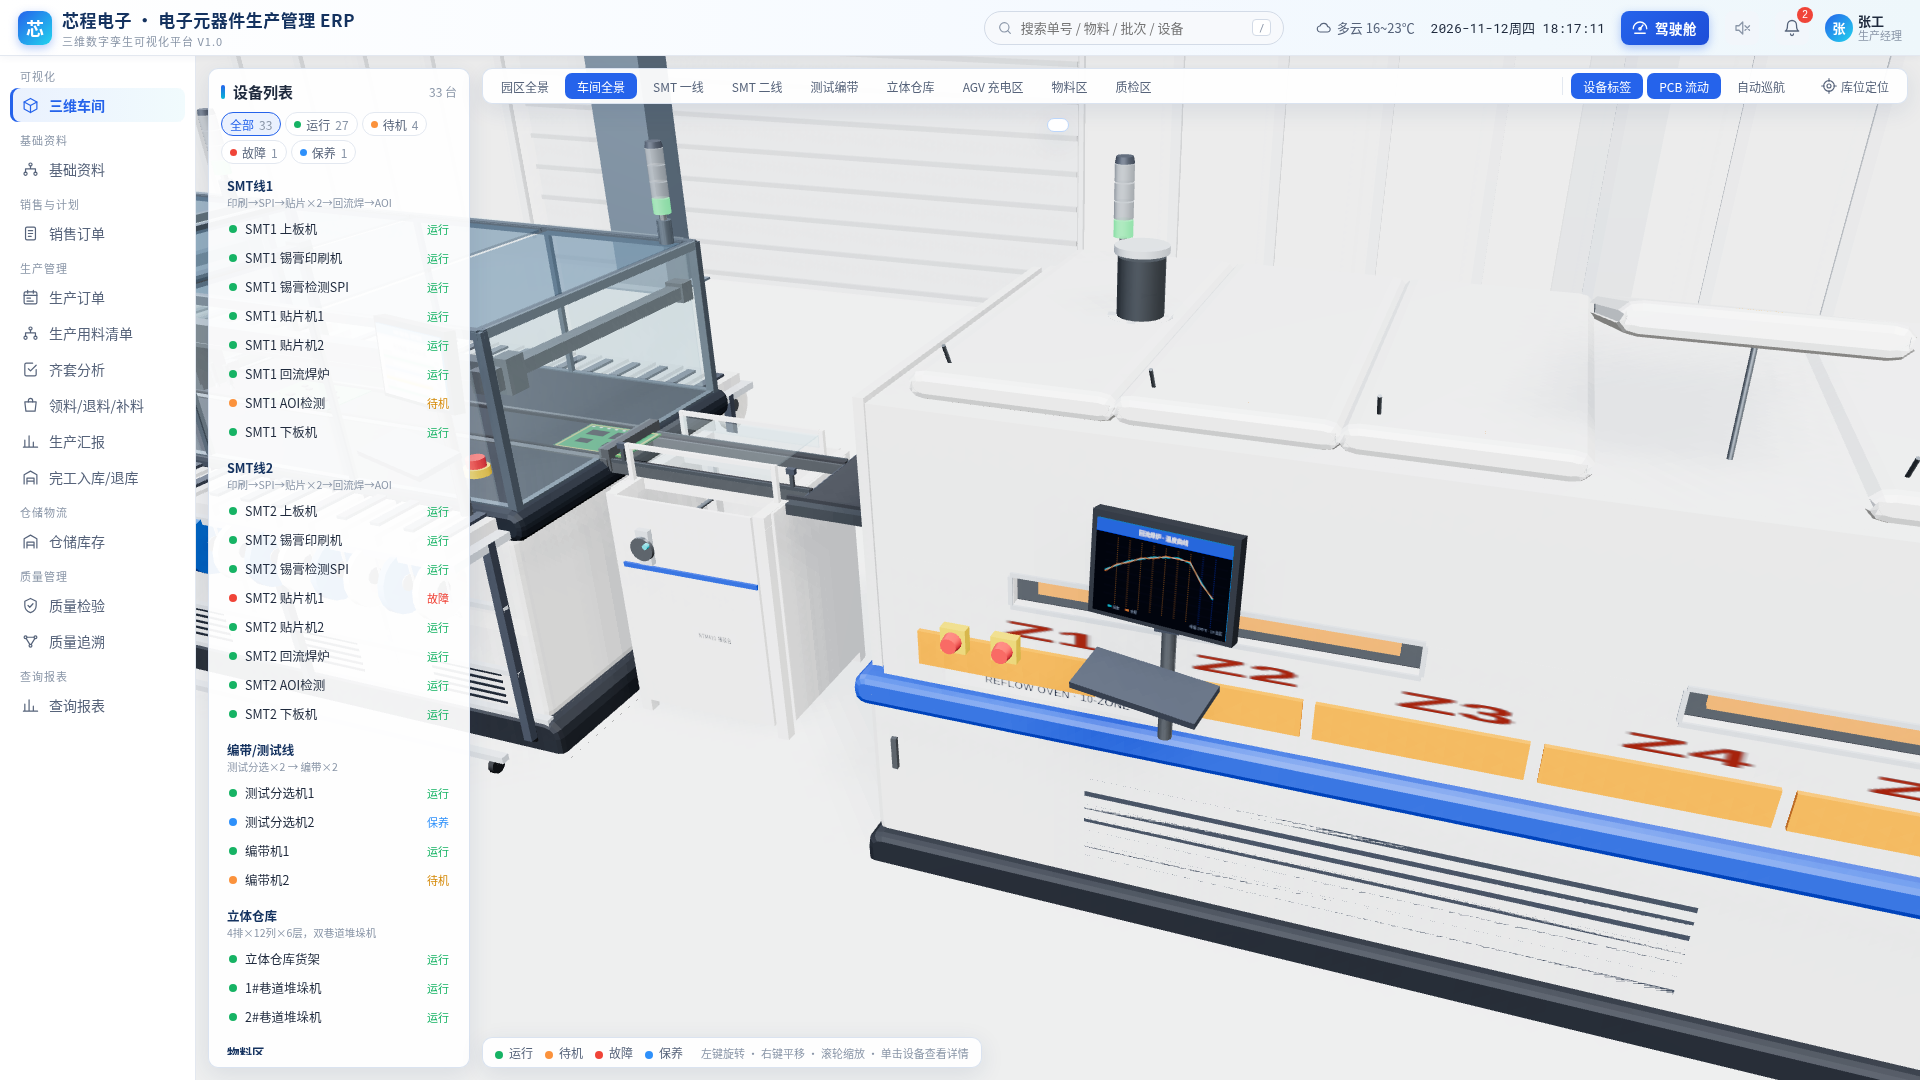 芯
芯程电子 · 电子元器件生产管理 ERP
三维数字孪生可视化平台 V1.0
搜索单号 / 物料 / 批次 / 设备
/
多云 16~23℃
2026-11-12周四 18:17:11
驾驶舱
2
张
张工
生产经理
可视化
三维车间
基础资料
基础资料
销售与计划
销售订单
生产管理
生产订单
生产用料清单
齐套分析
领料/退料/补料
生产汇报
完工入库/退库
仓储物流
仓储库存
质量管理
质量检验
质量追溯
查询报表
查询报表
设备列表
33 台
全部 33
运行 27
待机 4
故障 1
保养 1
SMT线1
印刷→SPI→贴片×2→回流焊→AOI
SMT1 上板机 运行
SMT1 锡膏印刷机 运行
SMT1 锡膏检测SPI 运行
SMT1 贴片机1 运行
SMT1 贴片机2 运行
SMT1 回流焊炉 运行
SMT1 AOI检测 待机
SMT1 下板机 运行
SMT线2
印刷→SPI→贴片×2→回流焊→AOI
SMT2 上板机 运行
SMT2 锡膏印刷机 运行
SMT2 锡膏检测SPI 运行
SMT2 贴片机1 故障
SMT2 贴片机2 运行
SMT2 回流焊炉 运行
SMT2 AOI检测 运行
SMT2 下板机 运行
编带/测试线
测试分选×2 → 编带×2
测试分选机1 运行
测试分选机2 保养
编带机1 运行
编带机2 待机
立体仓库
4排×12列×6层，双巷道堆垛机
立体仓库货架 运行
1#巷道堆垛机 运行
2#巷道堆垛机 运行
物料区
园区全景
车间全景
SMT 一线
SMT 二线
测试编带
立体仓库
AGV 充电区
物料区
质检区
设备标签
PCB 流动
自动巡航
库位定位
Z1
Z2
Z3
Z4
REFLOW OVEN · 10-ZONE
运行
待机
故障
保养
左键旋转 · 右键平移 · 滚轮缩放 · 单击设备查看详情